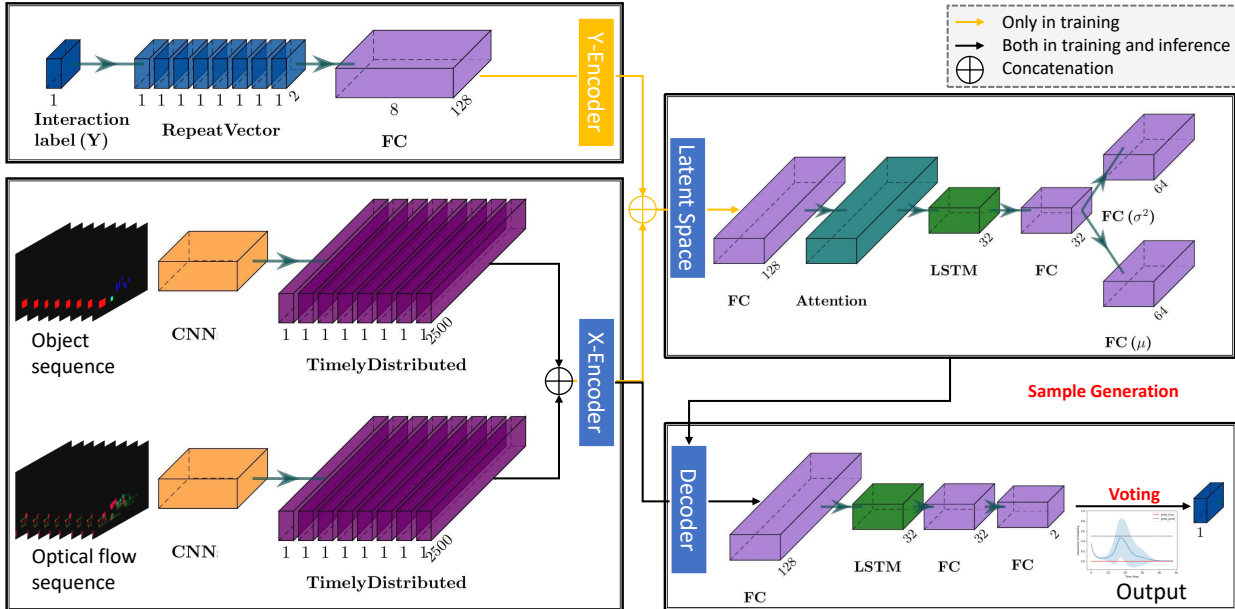 Only in training
Both in training and inference
Concatenation
1
1 1 1 1 1 1 1 1 2
8
128
Interaction
label (Y)
RepeatVector
FC
Y-Encoder
Object
sequence
CNNs
1 1 1 1 1 1 1 1 2500
TimelyDistributed
Optical flow
sequence
CNNs
1 1 1 1 1 1 1 1 2500
TimelyDistributed
X-Encoder
Latent Space
128
FC
Attention
32
LSTM
32
FC
64
FC (σ²)
64
FC (μ)
Sample Generation
Decoder
128
FC
32
LSTM
32
FC
2
FC
Voting
1
Output